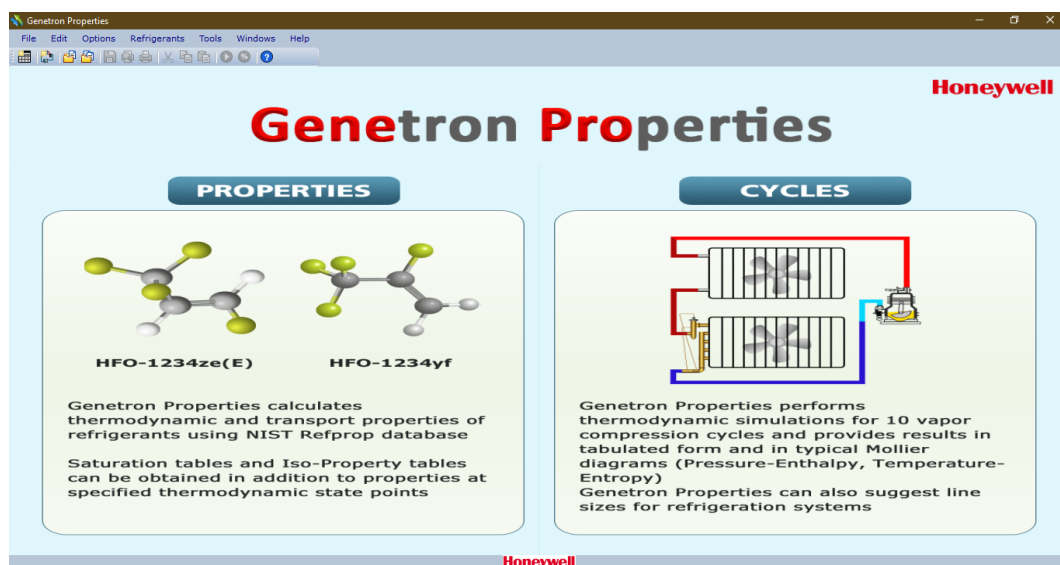 Genetron Properties
File Edit Options Refrigerants Tools Windows Help
Honeywell
Genetron Properties
PROPERTIES
HFO-1234ze(E) HFO-1234yf
Genetron Properties calculates
thermodynamic and transport properties of
refrigerants using NIST Refprop database
Saturation tables and Iso-Property tables
can be obtained in addition to properties at
specified thermodynamic state points
CYCLES
Genetron Properties performs
thermodynamic simulations for 10 vapor
compression cycles and provides results in
tabulated form and in typical Mollier
diagrams (Pressure-Enthalpy, Temperature-
Entropy)
Genetron Properties can also suggest line
sizes for refrigeration systems
Honeywell